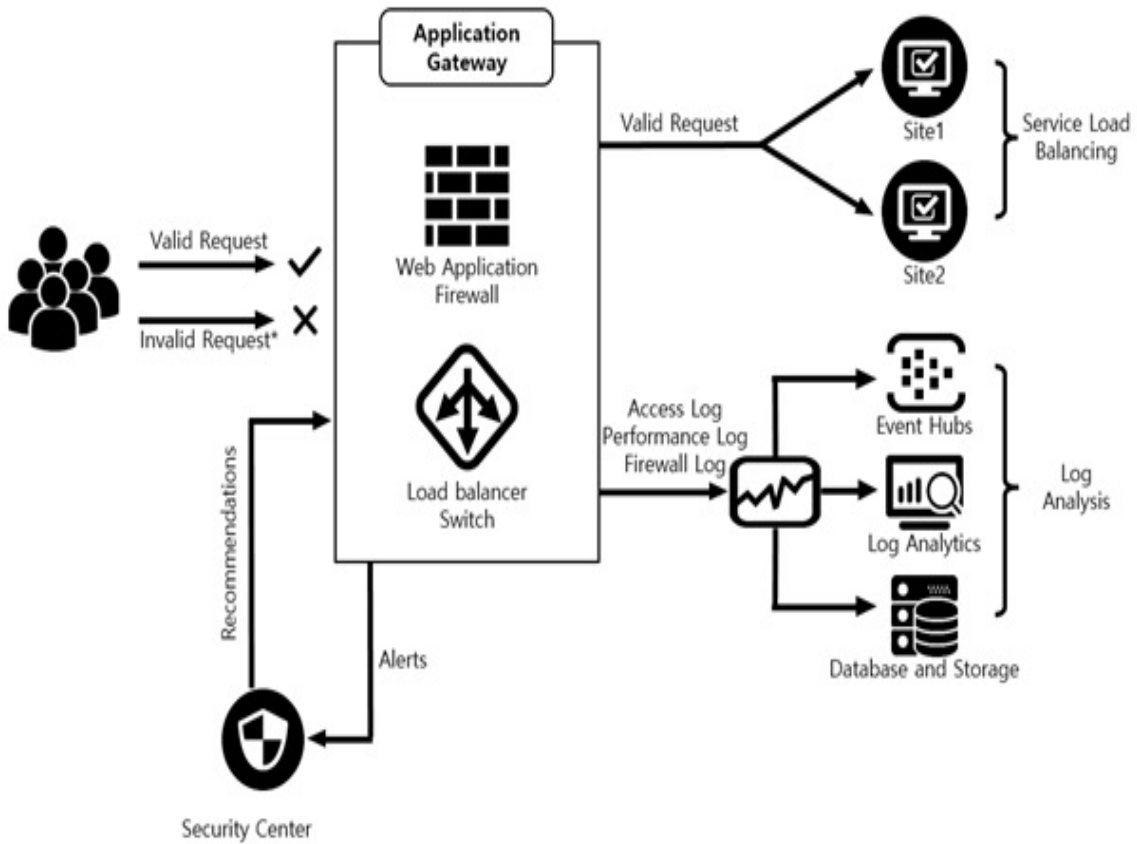 Application
Gateway
Valid Request
Invalid Request*
Web Application
Firewall
Load balancer
Switch
Valid Request
Site1
Site2
Service Load
Balancing
Access Log
Performance Log
Firewall Log
Event Hubs
Log Analytics
Database and Storage
Log
Analysis
Recommendations
Alerts
Security Center